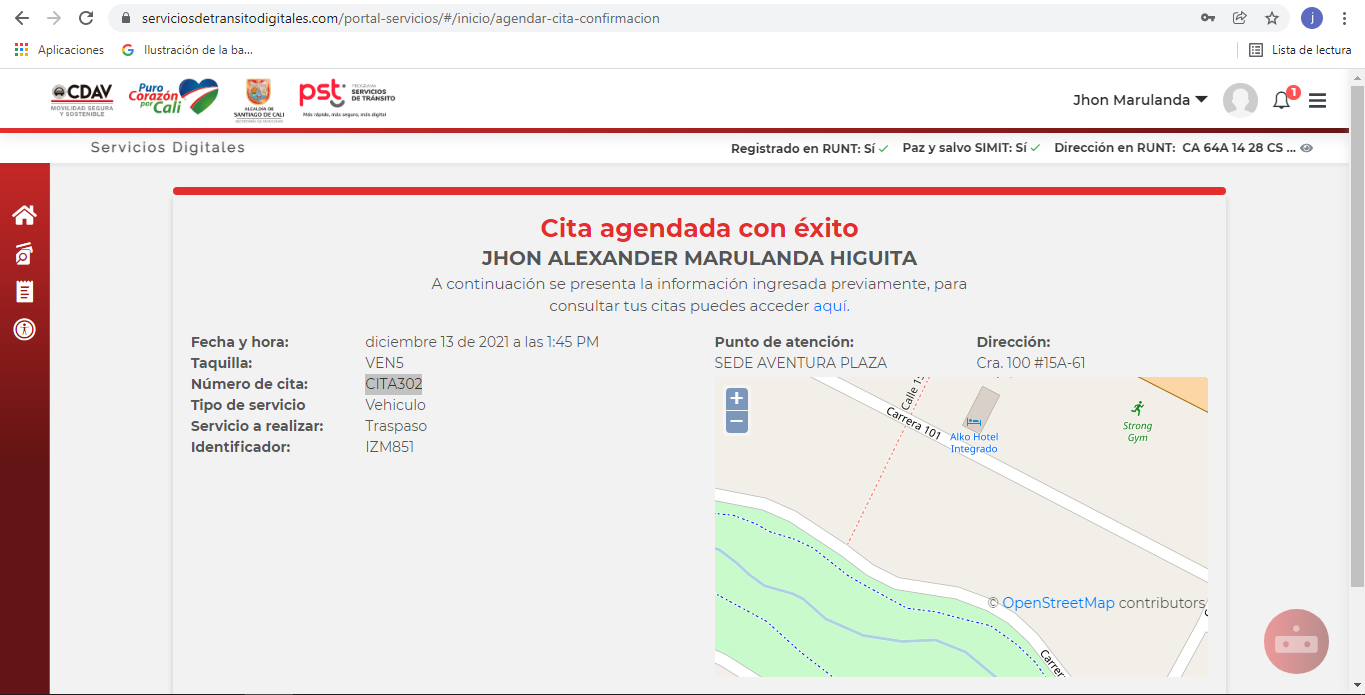 serviciosdetransitodigitales.com/portal-servicios/#/inicio/agendar-cita-confirmacion
j
Aplicaciones
G Ilustración de la ba...
Lista de lectura
CDAV
MOVILIDAD SEGURA
Y SOSTENIBLE
Puro
Corazón
por Cali
ALCALDÍA DE
SANTIAGO DE CALI
pst:
PROGRAMA
SERVICIOS
DE TRÁNSITO
Más rápido, más seguro, más digital
Jhon Marulanda
1
Servicios Digitales
Registrado en RUNT: Sí ✓ Paz y salvo SIMIT: Sí ✓ Dirección en RUNT: CA 64A 14 28 CS ...
Cita agendada con éxito
JHON ALEXANDER MARULANDA HIGUITA
A continuación se presenta la información ingresada previamente, para
consultar tus citas puedes acceder aquí.
Fecha y hora: diciembre 13 de 2021 a las 1:45 PM
Taquilla: VEN5
Número de cita: CITA302
Tipo de servicio Vehiculo
Servicio a realizar: Traspaso
Identificador: IZM851
Punto de atención:
SEDE AVENTURA PLAZA
Dirección:
Cra. 100 #15A-61
+
−
Calle 15
Carrera 101
Alko Hotel
Integrado
Strong
Gym
© OpenStreetMap contributors
Carrer